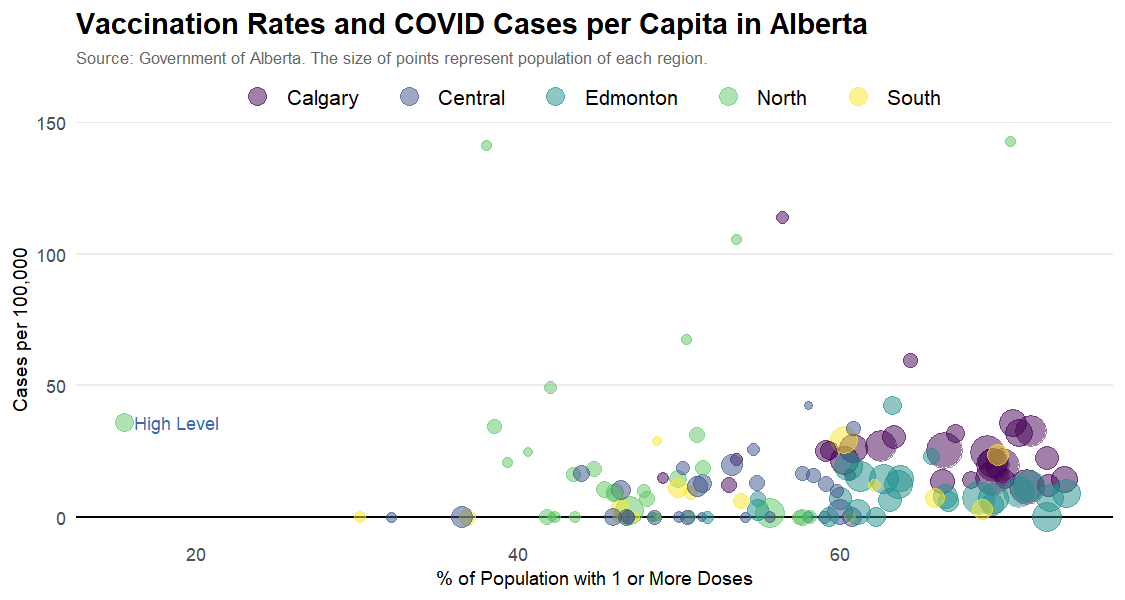 Vaccination Rates and COVID Cases per Capita in Alberta
Source: Government of Alberta. The size of points represent population of each region.
Calgary Central Edmonton North South
150
100
50
0
Cases per 100,000
High Level
20 40 60
% of Population with 1 or More Doses